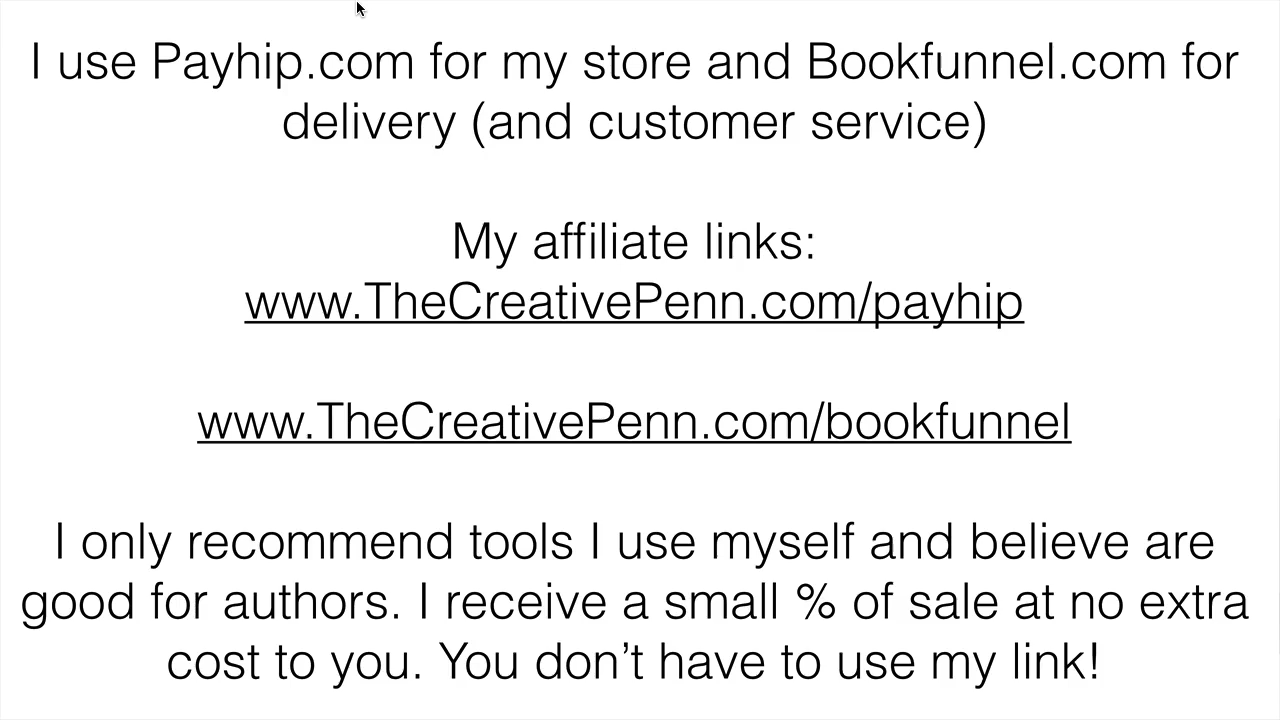 I use Payhip.com for my store and Bookfunnel.com for
delivery (and customer service)
My affiliate links:
www.TheCreativePenn.com/payhip
www.TheCreativePenn.com/bookfunnel
I only recommend tools I use myself and believe are
good for authors. I receive a small % of sale at no extra
cost to you. You don’t have to use my link!